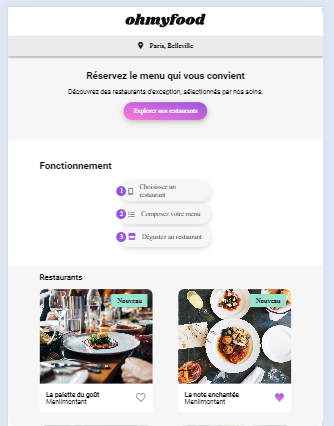 ohmyfood
Paris, Belleville
Réservez le menu qui vous convient
Découvrez des restaurants d'exception, sélectionnés par nos soins.
Explorer nos restaurants
Fonctionnement
1 Choisissez un
restaurant
2 Composez votre menu
3 Dégustez au restaurant
Restaurants
Nouveau
Nouveau
La palette du goût
Menilmontant
La note enchantée
Menilmontant